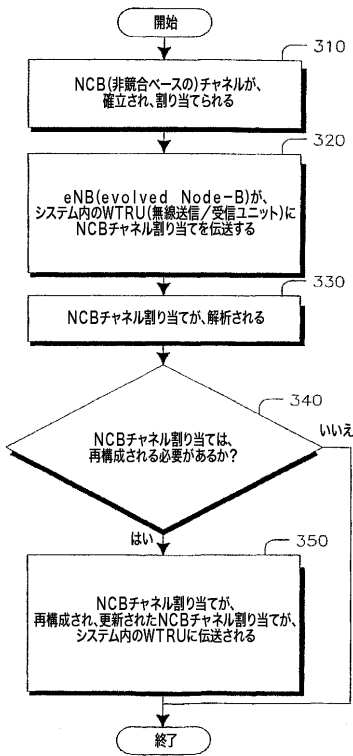 開始
310
NCB(非競合ベースの)チャネルが、
確立され、割り当てられる
320
eNB(evolved Node-B)が、
システム内のWTRU(無線送信/受信ユニット)に
NCBチャネル割り当てを伝送する
330
NCBチャネル割り当てが、解析される
340
NCBチャネル割り当ては、
再構成される必要があるか?
いいえ
はい
350
NCBチャネル割り当てが、
再構成され、更新されたNCBチャネル割り当てが、
システム内のWTRUに伝送される
終了